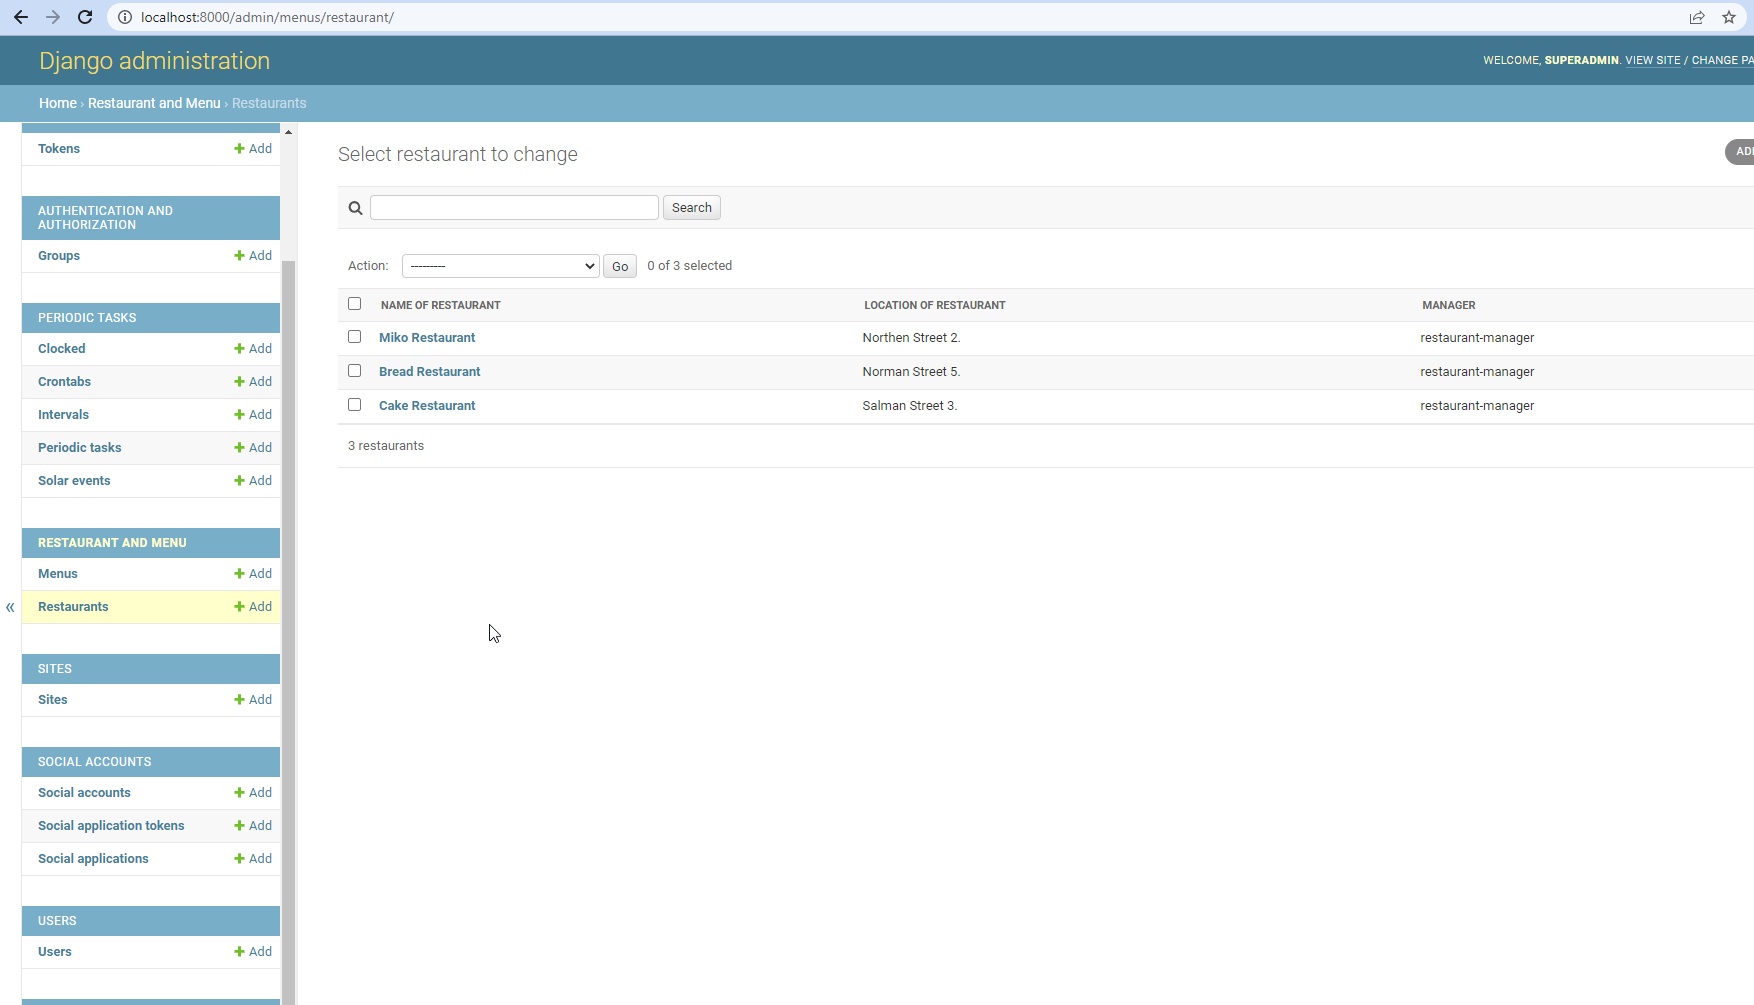 localhost:8000/admin/menus/restaurant/
Django administration
WELCOME, SUPERADMIN. VIEW SITE / CHANGE PA
Home › Restaurant and Menu › Restaurants
Tokens + Add
AUTHENTICATION AND
AUTHORIZATION
Groups + Add
PERIODIC TASKS
Clocked + Add
Crontabs + Add
Intervals + Add
Periodic tasks + Add
Solar events + Add
RESTAURANT AND MENU
Menus + Add
Restaurants + Add
«
SITES
Sites + Add
SOCIAL ACCOUNTS
Social accounts + Add
Social application tokens + Add
Social applications + Add
USERS
Users + Add
Select restaurant to change
AD
Search
Action: --------- Go 0 of 3 selected
NAME OF RESTAURANT LOCATION OF RESTAURANT MANAGER
Miko Restaurant Northen Street 2. restaurant-manager
Bread Restaurant Norman Street 5. restaurant-manager
Cake Restaurant Salman Street 3. restaurant-manager
3 restaurants